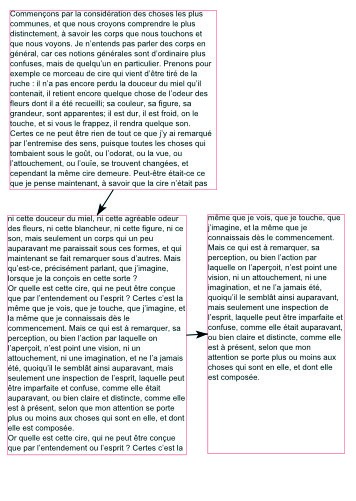 Commençons par la considération des choses les plus
communes, et que nous croyons comprendre le plus
distinctement, à savoir les corps que nous touchons et
que nous voyons. Je n'entends pas parler des corps en
général, car ces notions générales sont d'ordinaire plus
confuses, mais de quelqu'un en particulier. Prenons pour
exemple ce morceau de cire qui vient d'être tiré de la
ruche : il n'a pas encore perdu la douceur du miel qu'il
contenait, il retient encore quelque chose de l'odeur des
fleurs dont il a été recueilli; sa couleur, sa figure, sa
grandeur, sont apparentes; il est dur, il est froid, on le
touche, et si vous le frappez, il rendra quelque son.
Certes ce ne peut être rien de tout ce que j'y ai remarqué
par l'entremise des sens, puisque toutes les choses qui
tombaient sous le goût, ou l'odorat, ou la vue, ou
l'attouchement, ou l'ouïe, se trouvent changées, et
cependant la même cire demeure. Peut-être était-ce ce
que je pense maintenant, à savoir que la cire n'était pas
ni cette douceur du miel, ni cette agréable odeur
des fleurs, ni cette blancheur, ni cette figure, ni ce
son, mais seulement un corps qui un peu
auparavant me paraissait sous ces formes, et qui
maintenant se fait remarquer sous d'autres. Mais
qu'est-ce, précisément parlant, que j'imagine,
lorsque je la conçois en cette sorte ?
Or quelle est cette cire, qui ne peut être conçue
que par l'entendement ou l'esprit ? Certes c'est la
même que je vois, que je touche, que j'imagine, et
la même que je connaissais dès le
commencement. Mais ce qui est à remarquer, sa
perception, ou bien l'action par laquelle on
l'aperçoit, n'est point une vision, ni un
attouchement, ni une imagination, et ne l'a jamais
été, quoiqu'il le semblât ainsi auparavant, mais
seulement une inspection de l'esprit, laquelle peut
être imparfaite et confuse, comme elle était
auparavant, ou bien claire et distincte, comme elle
est à présent, selon que mon attention se porte
plus ou moins aux choses qui sont en elle, et dont
elle est composée.
Or quelle est cette cire, qui ne peut être conçue
que par l'entendement ou l'esprit ? Certes c'est la
même que je vois, que je touche, que
j'imagine, et la même que je
connaissais dès le commencement.
Mais ce qui est à remarquer, sa
perception, ou bien l'action par
laquelle on l'aperçoit, n'est point une
vision, ni un attouchement, ni une
imagination, et ne l'a jamais été,
quoiqu'il le semblât ainsi auparavant,
mais seulement une inspection de
l'esprit, laquelle peut être imparfaite et
confuse, comme elle était auparavant,
ou bien claire et distincte, comme elle
est à présent, selon que mon
attention se porte plus ou moins aux
choses qui sont en elle, et dont elle
est composée.